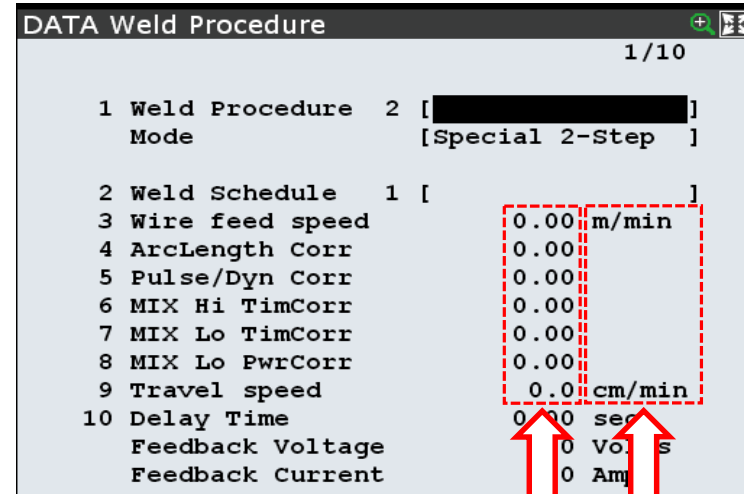 DATA Weld Procedure
1/10
1 Weld Procedure 2 [ ]
Mode [Special 2-Step ]
2 Weld Schedule 1 [ ]
3 Wire feed speed 0.00 m/min
4 ArcLength Corr 0.00
5 Pulse/Dyn Corr 0.00
6 MIX Hi TimCorr 0.00
7 MIX Lo TimCorr 0.00
8 MIX Lo PwrCorr 0.00
9 Travel speed 0.0 cm/min
10 Delay Time
Feedback Voltage 0
Feedback Current 0